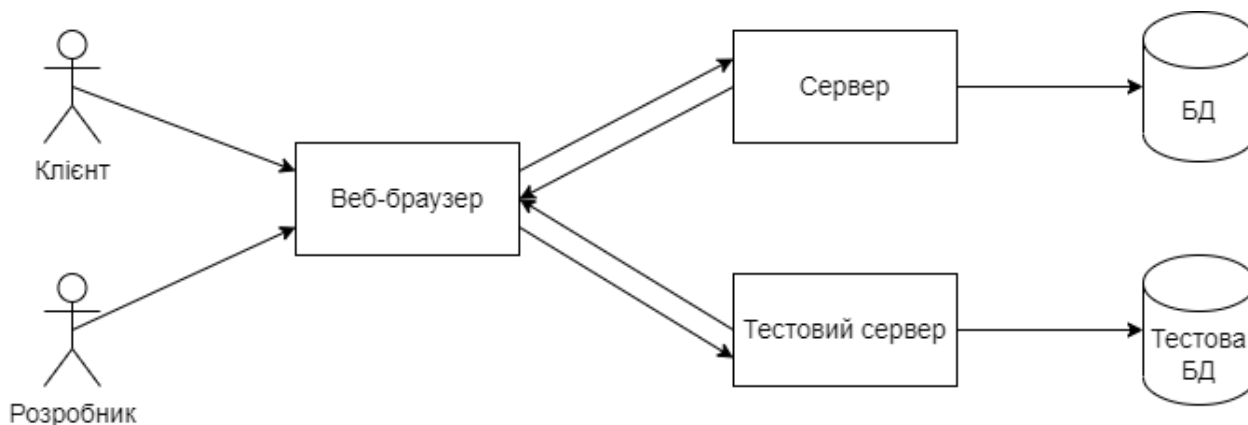 Клієнт
Розробник
Веб-браузер
Сервер
БД
Тестовий сервер
Тестова
БД